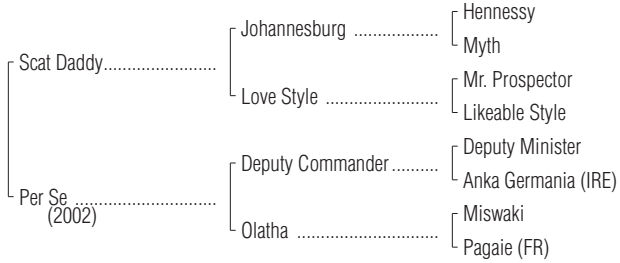 Hennessy
Johannesburg ..................
Myth
Scat Daddy........................
Mr. Prospector
Love Style ........................
Likeable Style
Deputy Minister
Deputy Commander..........
Anka Germania (IRE)
Per Se ..............................
(2002)
Miswaki
Olatha ..............................
Pagaie (FR)